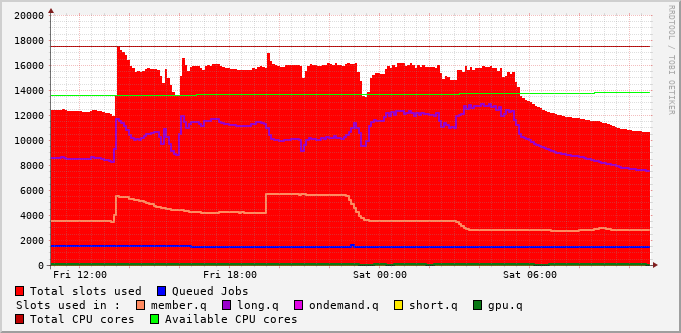 20000
18000
16000
14000
12000
10000
8000
6000
4000
2000
0
Fri 12:00 Fri 18:00 Sat 00:00 Sat 06:00
RRDTOOL / TOBI OETIKER
Total slots used Queued Jobs
Slots used in : member.q long.q ondemand.q short.q gpu.q
Total CPU cores Available CPU cores